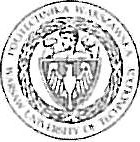 POLITECHNIKA WARSZAWSKA
WARSAW UNIVERSITY OF TECHNOLOGY